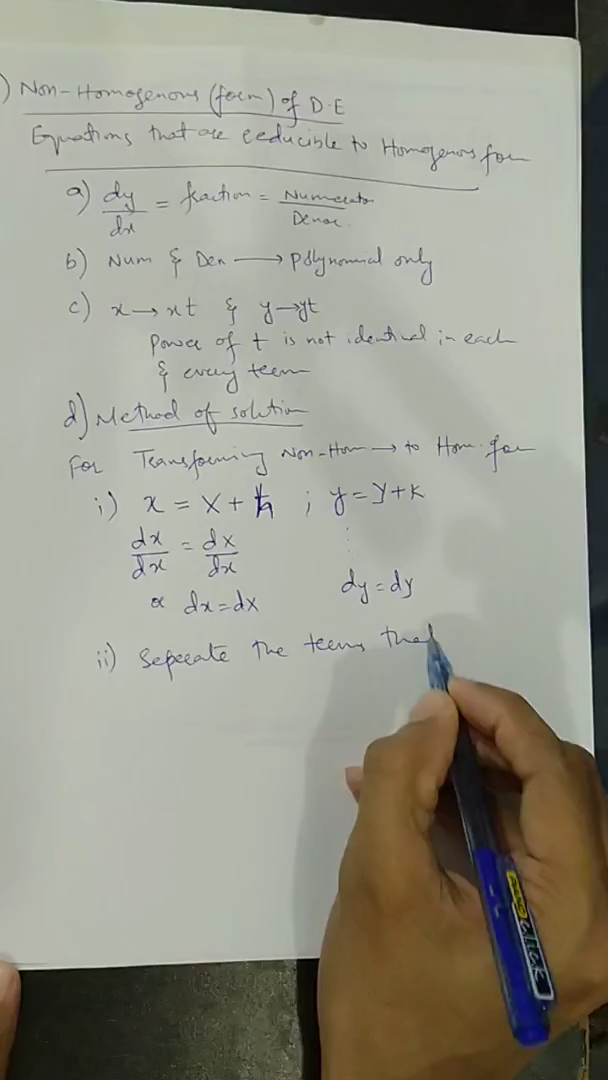 ) Non-Homogenous (form) of D.E
Equations that are reducible to Homogenous form
a) dy/dx = fraction = Numerator/Denor.
b) Num & Den → polynomial only
c) x → xt & y → yt
Power of t is not identical in each
& every term
d) Method of solution
For Transforming Non-Hom → to Hom. form
i) x = X + h ; y = Y + K
dx/dx = dX/dx
or dx = dX dy = dY
ii) Seperate the terms that
click